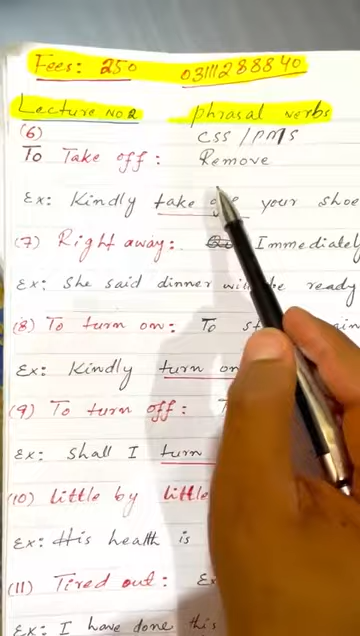 Fees: 250 03111288840
Lecture No 2 Phrasal verbs
(6) CSS/PMS
To Take off: Remove
Ex: Kindly take your shoe
(7) Right away: Immediately
Ex: She said dinner will be ready
(8) To turn on: To
Ex: Kindly turn on
(9) To turn off:
Ex: Shall I turn
(10) Little by little
Ex: His health is
(11) Tired out:
Ex: I have done this